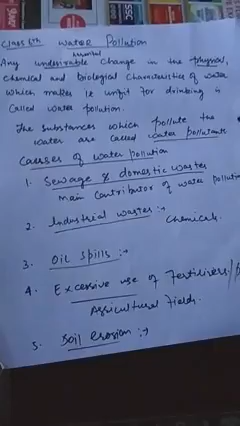 Class 6th Water Pollution
Any undesirable change in the physical,
chemical and biological characteristics of water
which makes it unfit for drinking is
called water pollution.
The substances which pollute the
water are called water pollutants
Causes of water pollution
1. Sewage & domestic wastes
main contributor of water pollution
2. Industrial wastes :→
Chemicals.
3. Oil spills :→
4. Excessive use of Fertilizers/
Agricultural Fields.
5. Soil erosion :→